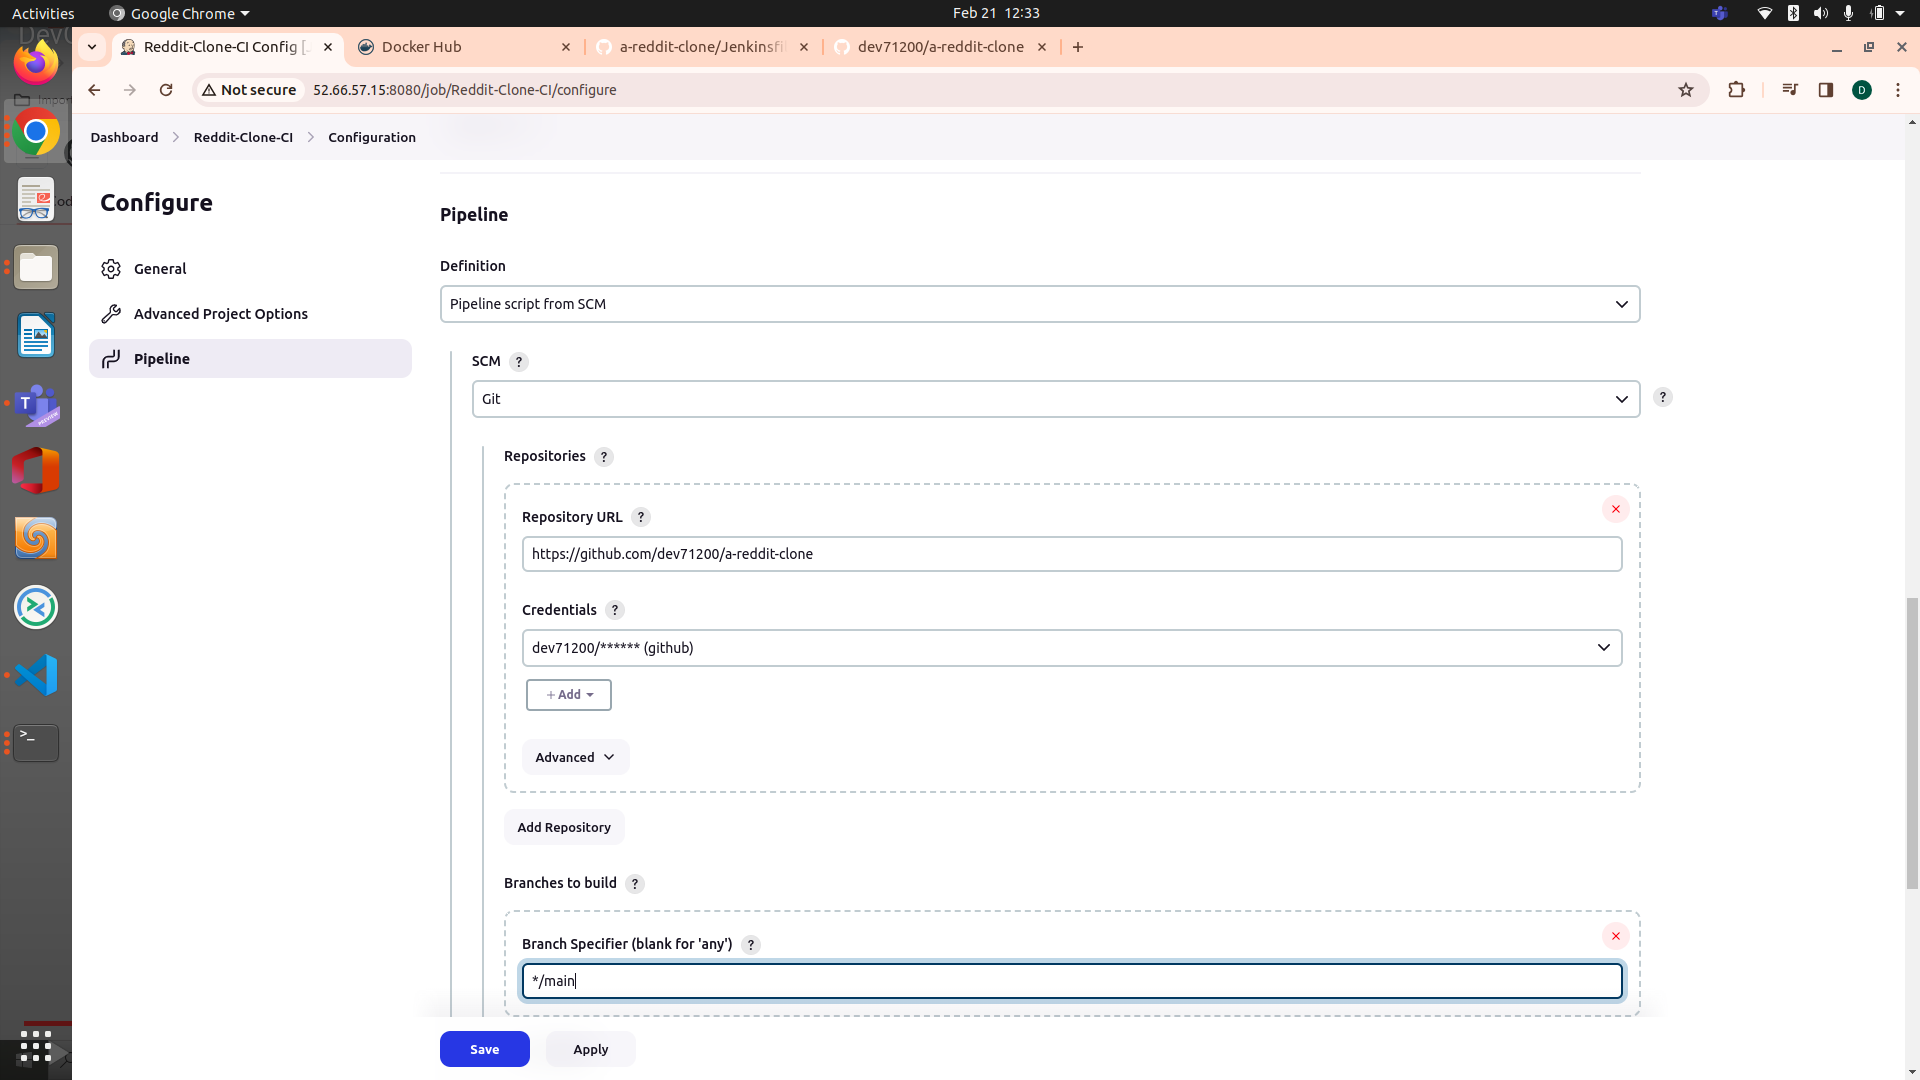 Activities
Google Chrome
Feb 21 12:33
Reddit-Clone-CI Config [
Docker Hub
a-reddit-clone/Jenkinsfi
dev71200/a-reddit-clone
Not secure
52.66.57.15:8080/job/Reddit-Clone-CI/configure
D
Dashboard
Reddit-Clone-CI
Configuration
Configure
General
Advanced Project Options
Pipeline
Pipeline
Definition
Pipeline script from SCM
SCM ?
Git
?
Repositories ?
Repository URL ?
https://github.com/dev71200/a-reddit-clone
Credentials ?
dev71200/****** (github)
+ Add
Advanced
Add Repository
Branches to build ?
Branch Specifier (blank for 'any') ?
*/main
Save
Apply